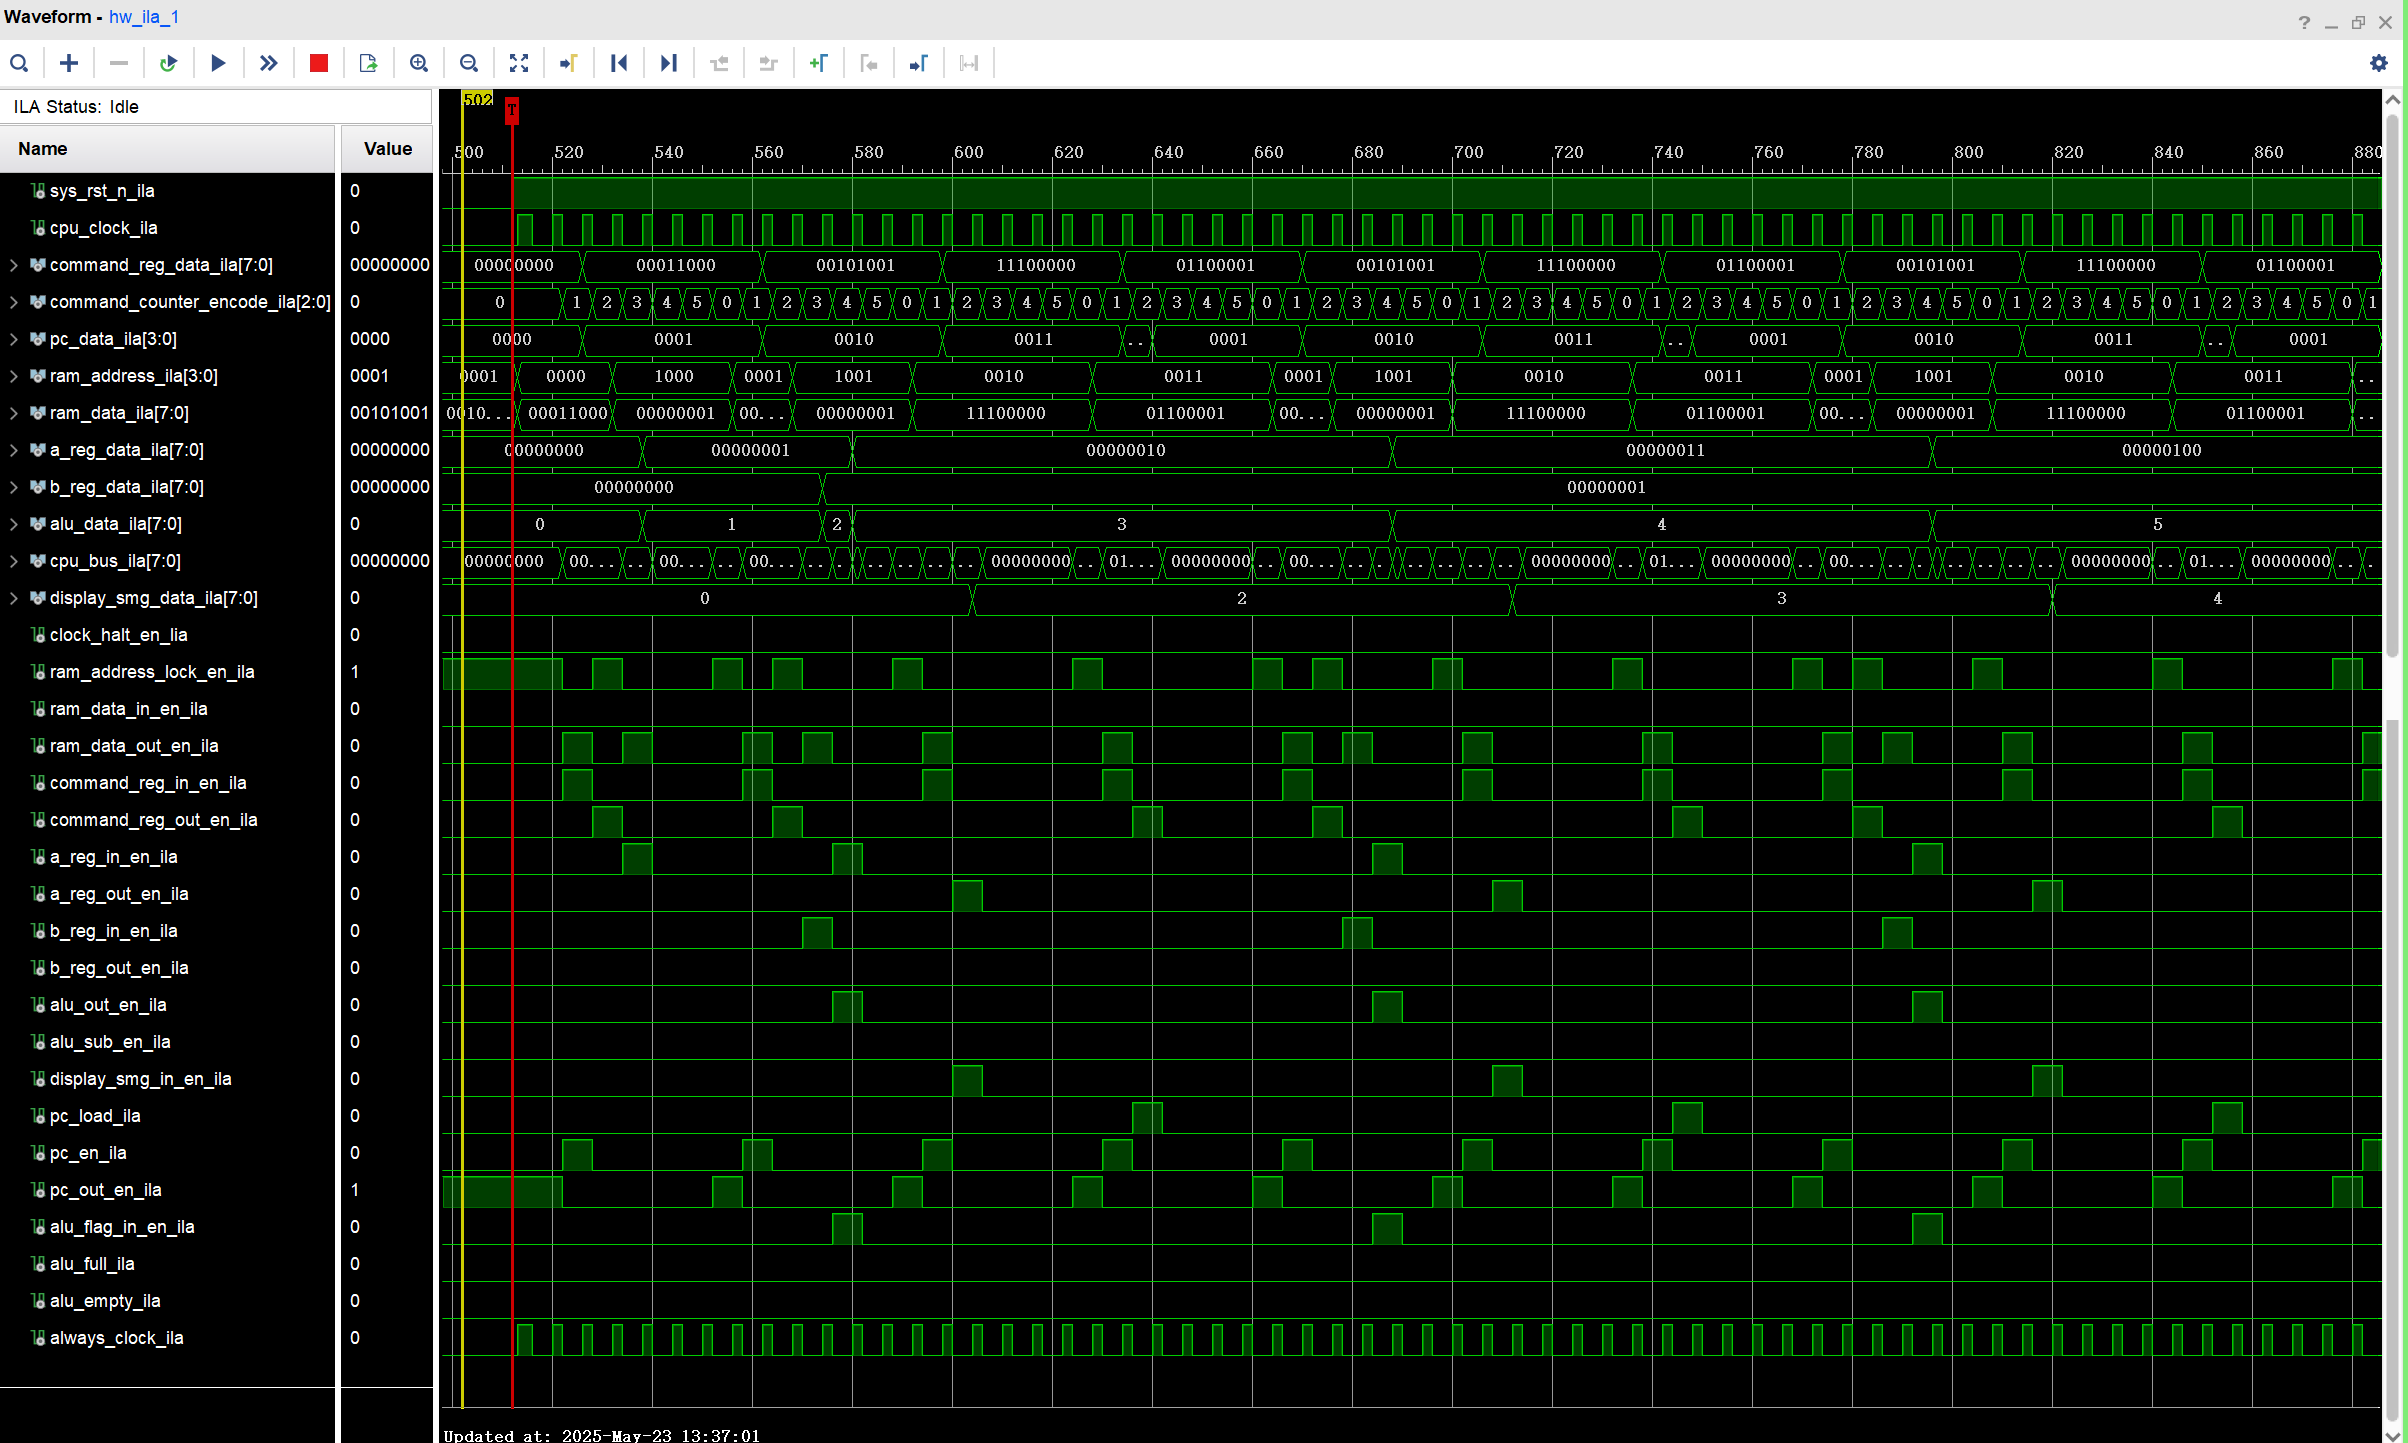 Waveform - hw_ila_1
ILA Status: Idle
502
T
Name Value
500 520 540 560 580 600 620 640 660 680 700 720 740 760 780 800 820 840 860 880
sys_rst_n_ila 0
cpu_clock_ila 0
command_reg_data_ila[7:0] 00000000 00000000 00011000 00101001 11100000 01100001 00101001 11100000 01100001 00101001 11100000 01100001
command_counter_encode_ila[2:0] 0 0 1 2 3 4 5 0 1 2 3 4 5 0 1 2 3 4 5 0 1 2 3 4 5 0 1 2 3 4 5 0 1 2 3 4 5 0 1 2 3 4 5 0 1 2 3 4 5 0 1 2 3 4 5 0 1 2 3 4 5 0 1
pc_data_ila[3:0] 0000 0000 0001 0010 0011 .. 0001 0010 0011 .. 0001 0010 0011 .. 0001
ram_address_ila[3:0] 0001 0001 0000 1000 0001 1001 0010 0011 0001 1001 0010 0011 0001 1001 0010 0011 ..
ram_data_ila[7:0] 00101001 0010... 00011000 00000001 00... 00000001 11100000 01100001 00... 00000001 11100000 01100001 00... 00000001 11100000 01100001 ..
a_reg_data_ila[7:0] 00000000 00000000 00000001 00000010 00000011 00000100
b_reg_data_ila[7:0] 00000000 00000000 00000001
alu_data_ila[7:0] 0 0 1 2 3 4 5
cpu_bus_ila[7:0] 00000000 00000000 00... .. 00... .. 00... .. .. .. .. .. .. 00000000 .. 01... 00000000 .. 00... .. .. .. .. .. .. 00000000 .. 01... 00000000 .. 00... .. .. .. .. .. .. 00000000 .. 01... 00000000 .. .
display_smg_data_ila[7:0] 0 0 2 3 4
clock_halt_en_lia 0
ram_address_lock_en_ila 1
ram_data_in_en_ila 0
ram_data_out_en_ila 0
command_reg_in_en_ila 0
command_reg_out_en_ila 0
a_reg_in_en_ila 0
a_reg_out_en_ila 0
b_reg_in_en_ila 0
b_reg_out_en_ila 0
alu_out_en_ila 0
alu_sub_en_ila 0
display_smg_in_en_ila 0
pc_load_ila 0
pc_en_ila 0
pc_out_en_ila 1
alu_flag_in_en_ila 0
alu_full_ila 0
alu_empty_ila 0
always_clock_ila 0
Updated at: 2025-May-23 13:37:01